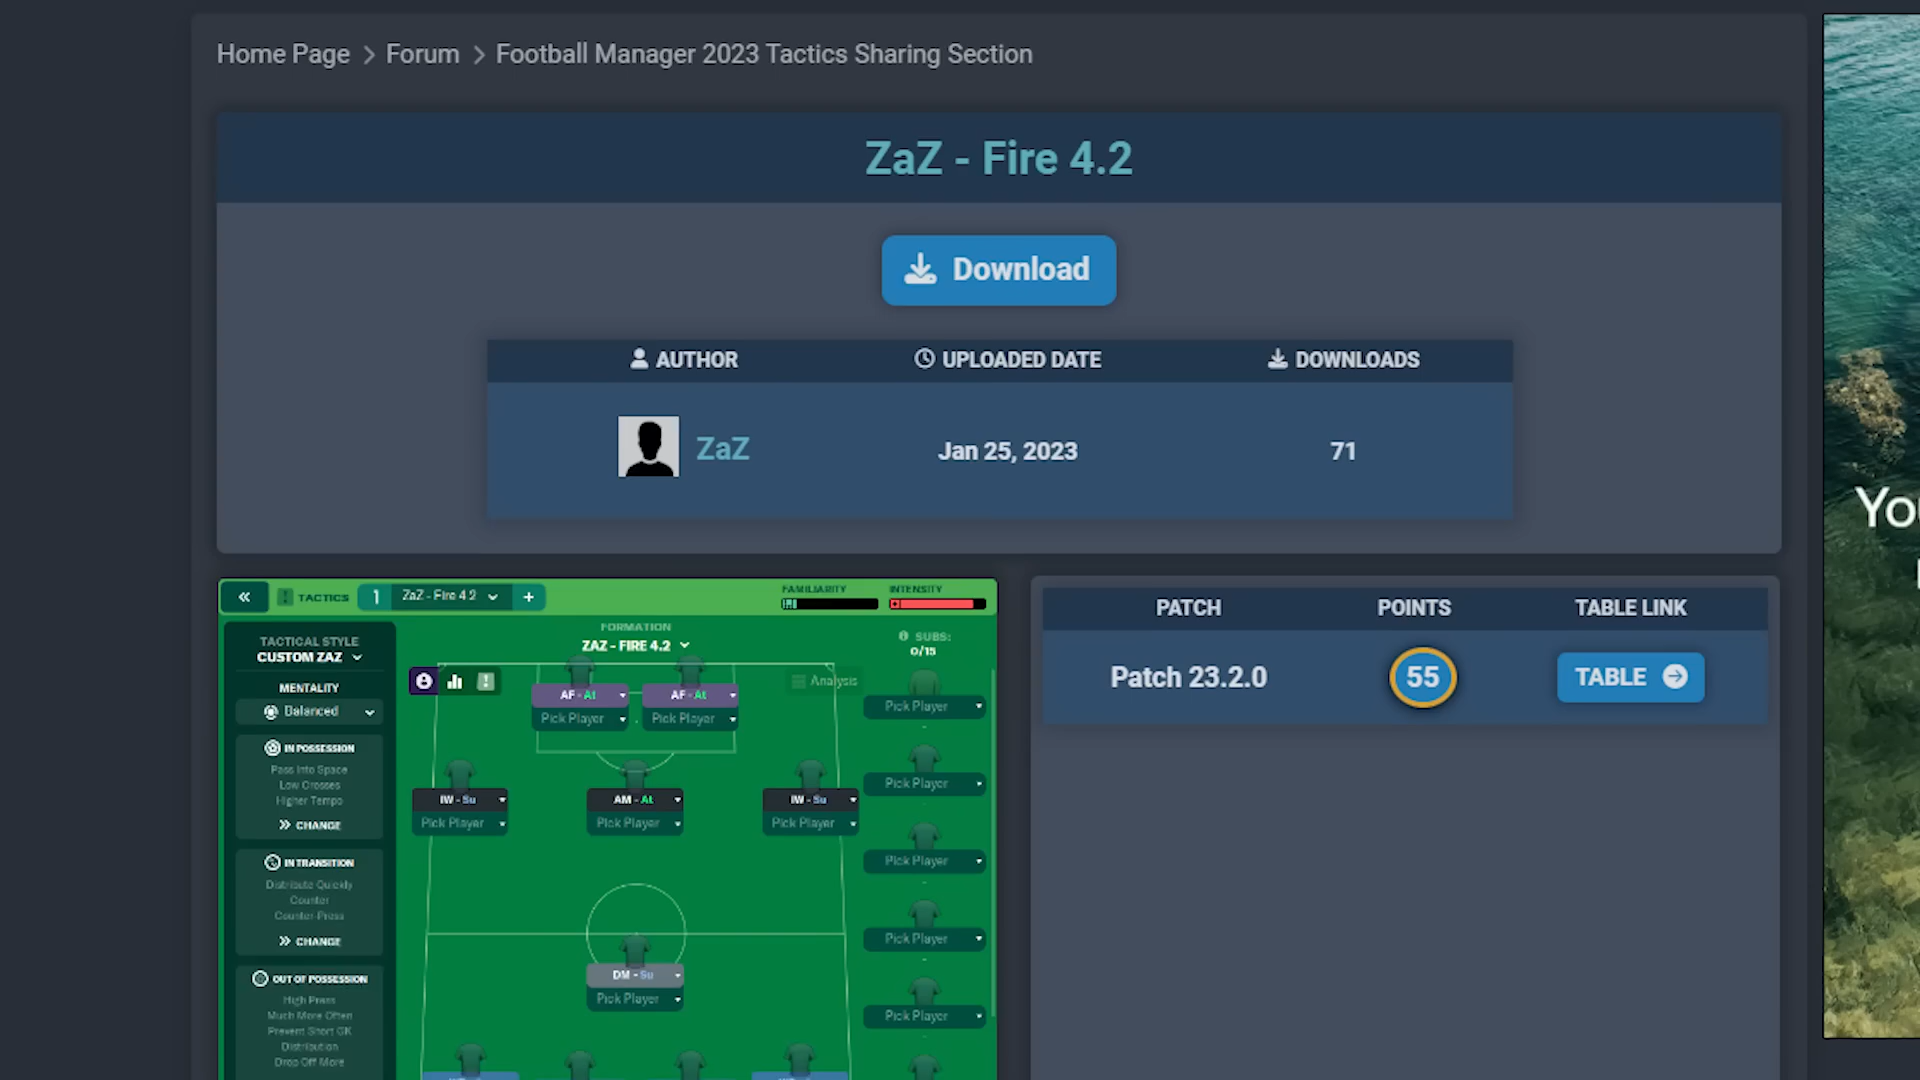 Home Page > Forum > Football Manager 2023 Tactics Sharing Section
ZaZ - Fire 4.2
Download
AUTHOR UPLOADED DATE DOWNLOADS
ZaZ Jan 25, 2023 71
You
« TACTICS 1 ZaZ - Fire 4.2 + FAMILIARITY INTENSITY
TACTICAL STYLE
CUSTOM ZAZ
MENTALITY
Balanced
IN POSSESSION
Pass Into Space
Low Crosses
Higher Tempo
CHANGE
IN TRANSITION
Distribute Quickly
Counter
Counter-Press
CHANGE
OUT OF POSSESSION
High Press
Much More Often
Prevent Short GK
Distribution
Drop Off More
FORMATION
ZAZ - FIRE 4.2
Analysis
AF - At AF - At
Pick Player Pick Player
IW - Su AM - At IW - Su
Pick Player Pick Player Pick Player
DM - Su
Pick Player
SUBS:
0/15
Pick Player
Pick Player
Pick Player
Pick Player
Pick Player
PATCH POINTS TABLE LINK
Patch 23.2.0 55 TABLE